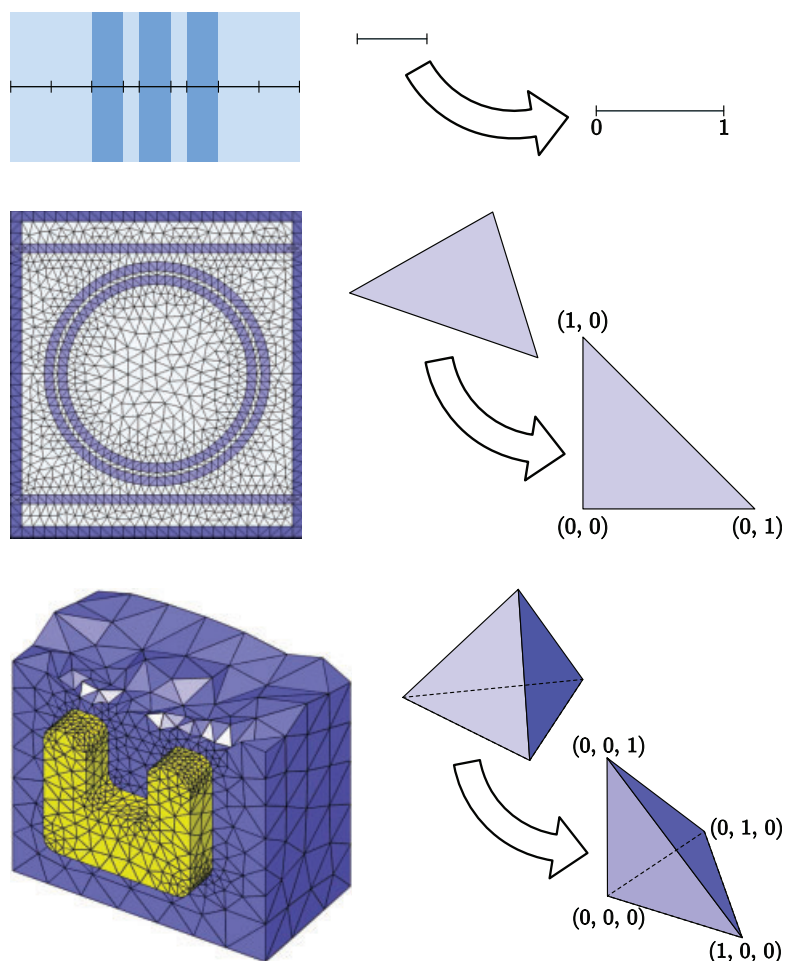 0 1
(1, 0)
(0, 0) (0, 1)
(0, 0, 1)
(0, 1, 0)
(0, 0, 0)
(1, 0, 0)